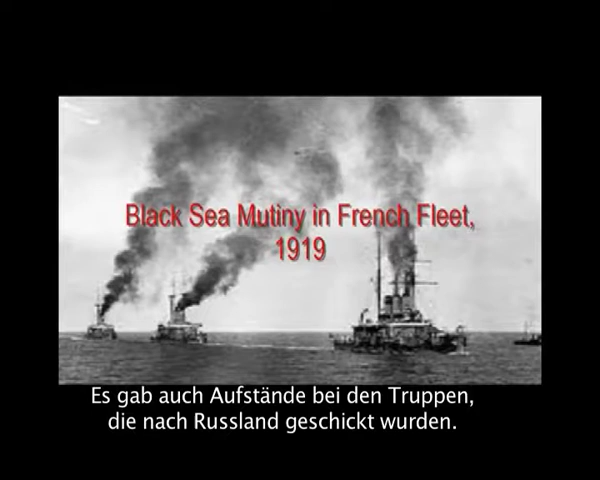 Black Sea Mutiny in French Fleet,
1919
Es gab auch Aufstände bei den Truppen,
die nach Russland geschickt wurden.